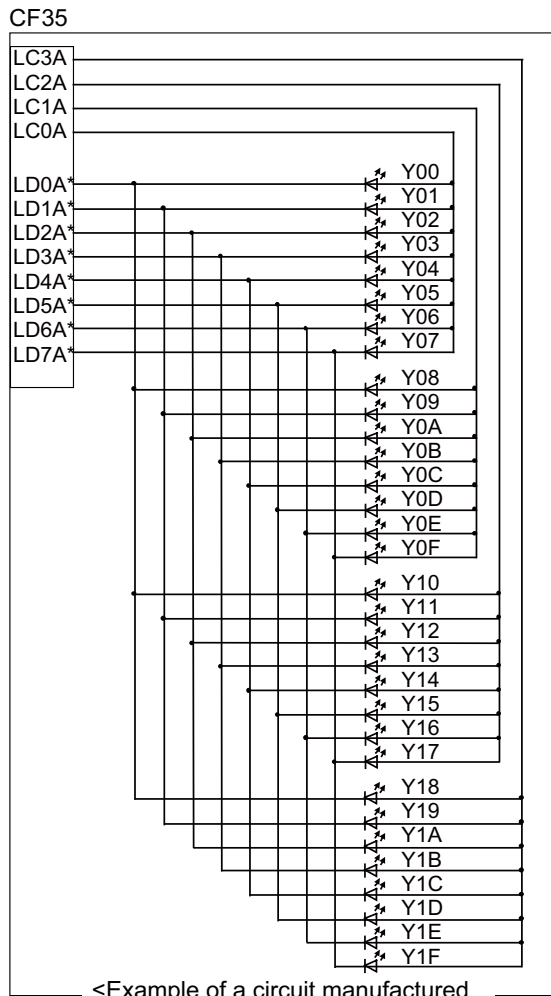 CF35
LC3A
LC2A
LC1A
LC0A
LD0A*
LD1A*
LD2A*
LD3A*
LD4A*
LD5A*
LD6A*
LD7A*
Y00
Y01
Y02
Y03
Y04
Y05
Y06
Y07
Y08
Y09
Y0A
Y0B
Y0C
Y0D
Y0E
Y0F
Y10
Y11
Y12
Y13
Y14
Y15
Y16
Y17
Y18
Y19
Y1A
Y1B
Y1C
Y1D
Y1E
Y1F
<Example of a circuit manufactured